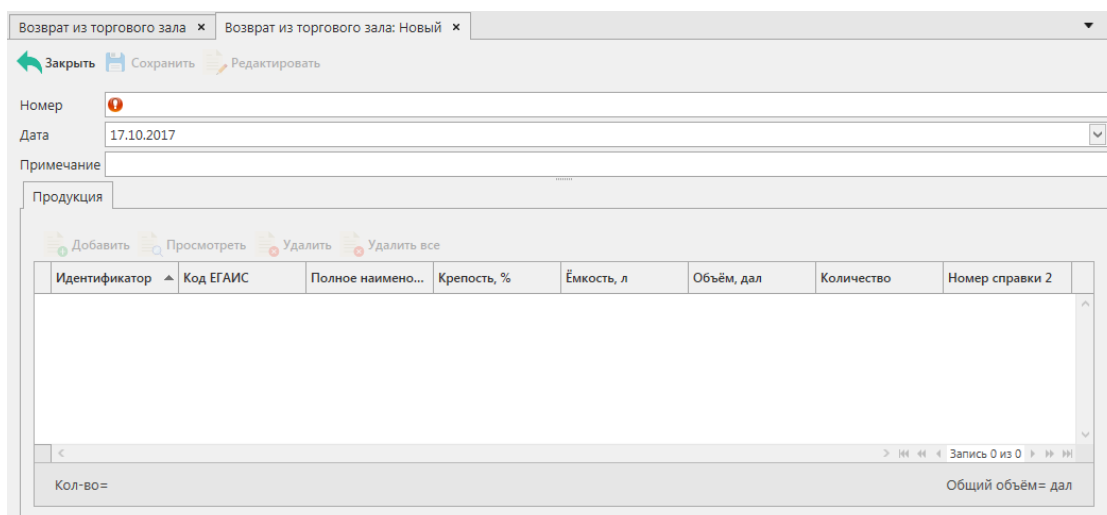 Возврат из торгового зала × Возврат из торгового зала: Новый ×
Закрыть Сохранить Редактировать
Номер
Дата 17.10.2017
Примечание
Продукция
Добавить Просмотреть Удалить Удалить все
Идентификатор Код ЕГАИС Полное наимено... Крепость, % Ёмкость, л Объём, дал Количество Номер справки 2
Запись 0 из 0
Кол-во= Общий объём= дал